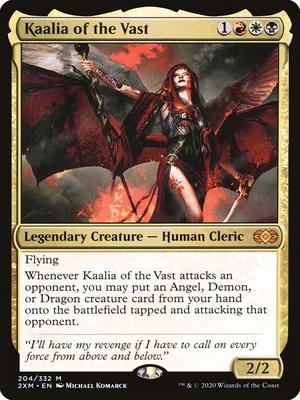 Kaalia of the Vast 1
Legendary Creature — Human Cleric
Flying
Whenever Kaalia of the Vast attacks an
opponent, you may put an Angel, Demon,
or Dragon creature card from your hand
onto the battlefield tapped and attacking that
opponent.
“I’ll have my revenge if I have to call on every
force from above and below.”
2/2
204/332 M
2XM • EN Michael Komarck ™ & © 2020 Wizards of the Coast